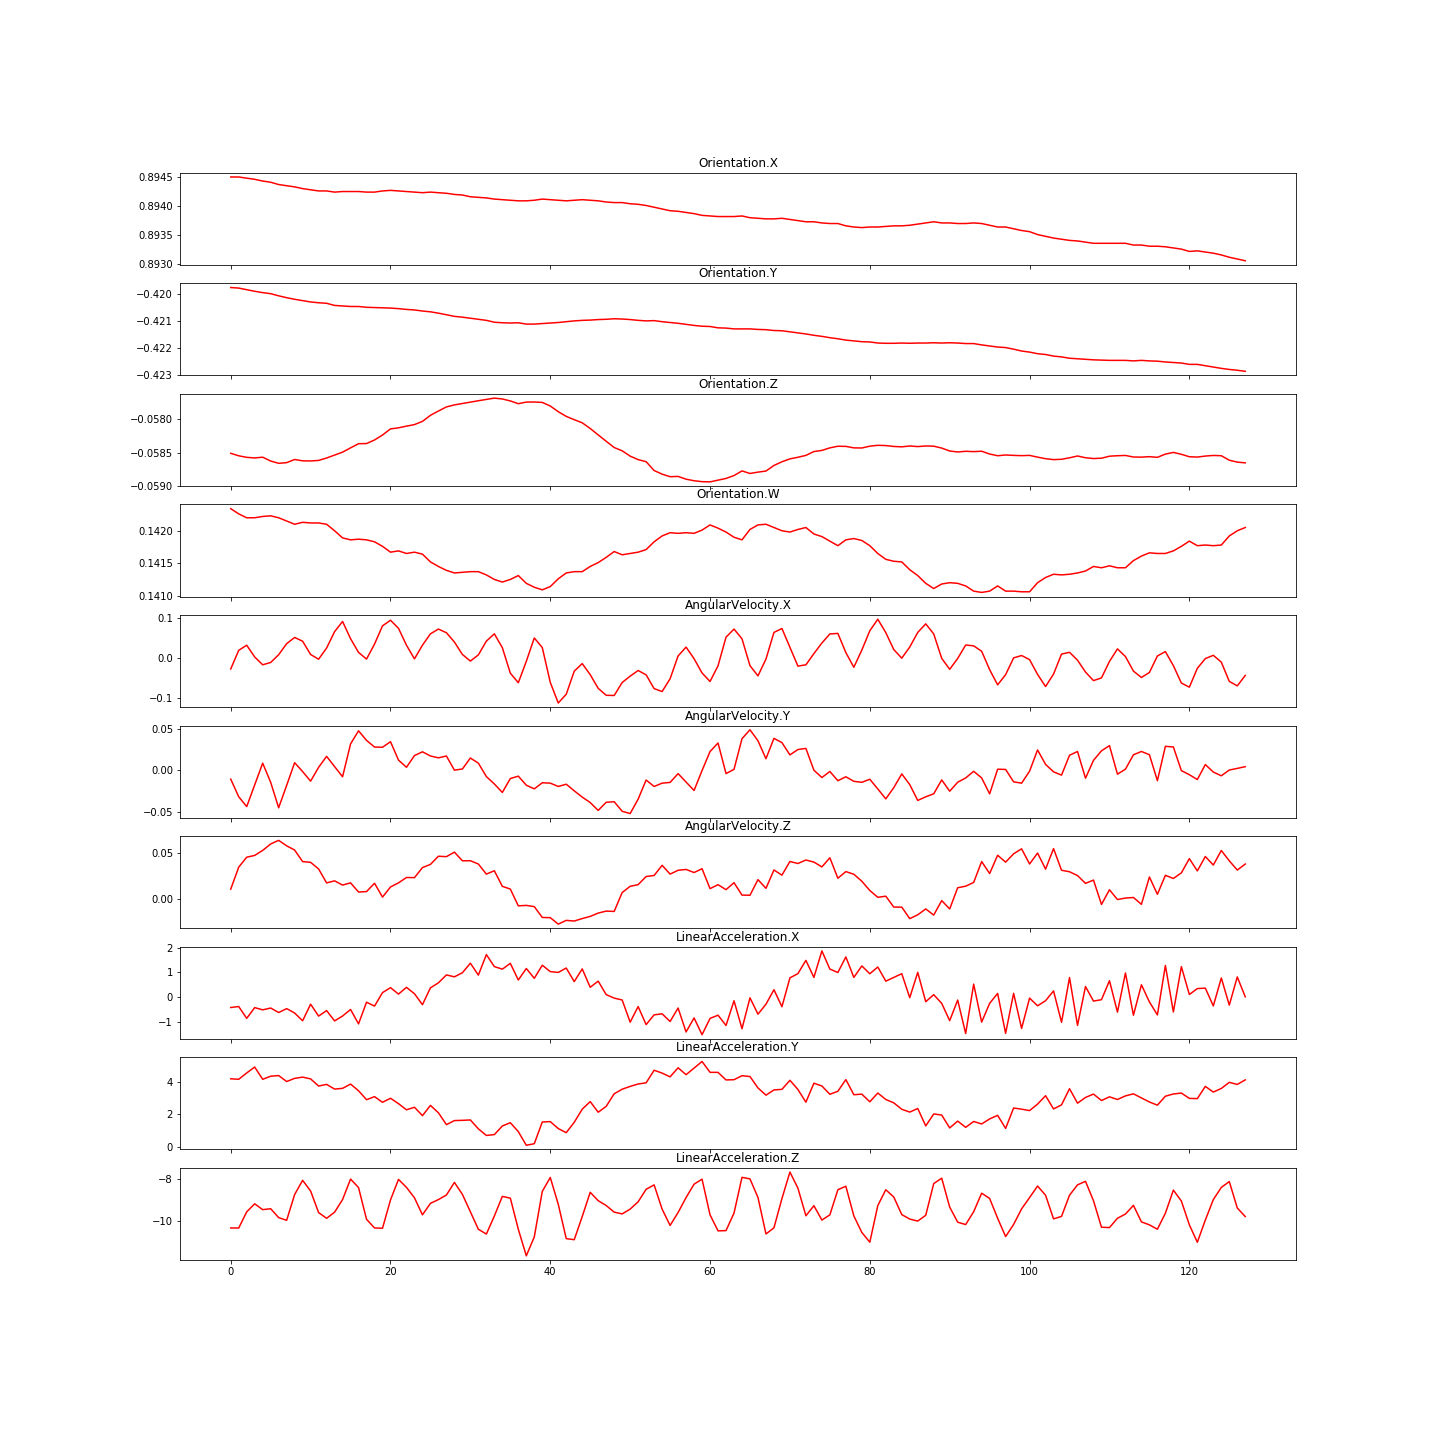 Orientation.X
0.8945
0.8940
0.8935
0.8930
Orientation.Y
−0.420
−0.421
−0.422
−0.423
Orientation.Z
−0.0580
−0.0585
−0.0590
Orientation.W
0.1420
0.1415
0.1410
AngularVelocity.X
0.1
0.0
−0.1
AngularVelocity.Y
0.05
0.00
−0.05
AngularVelocity.Z
0.05
0.00
LinearAcceleration.X
2
1
0
−1
LinearAcceleration.Y
4
2
0
LinearAcceleration.Z
−8
−10
0 20 40 60 80 100 120